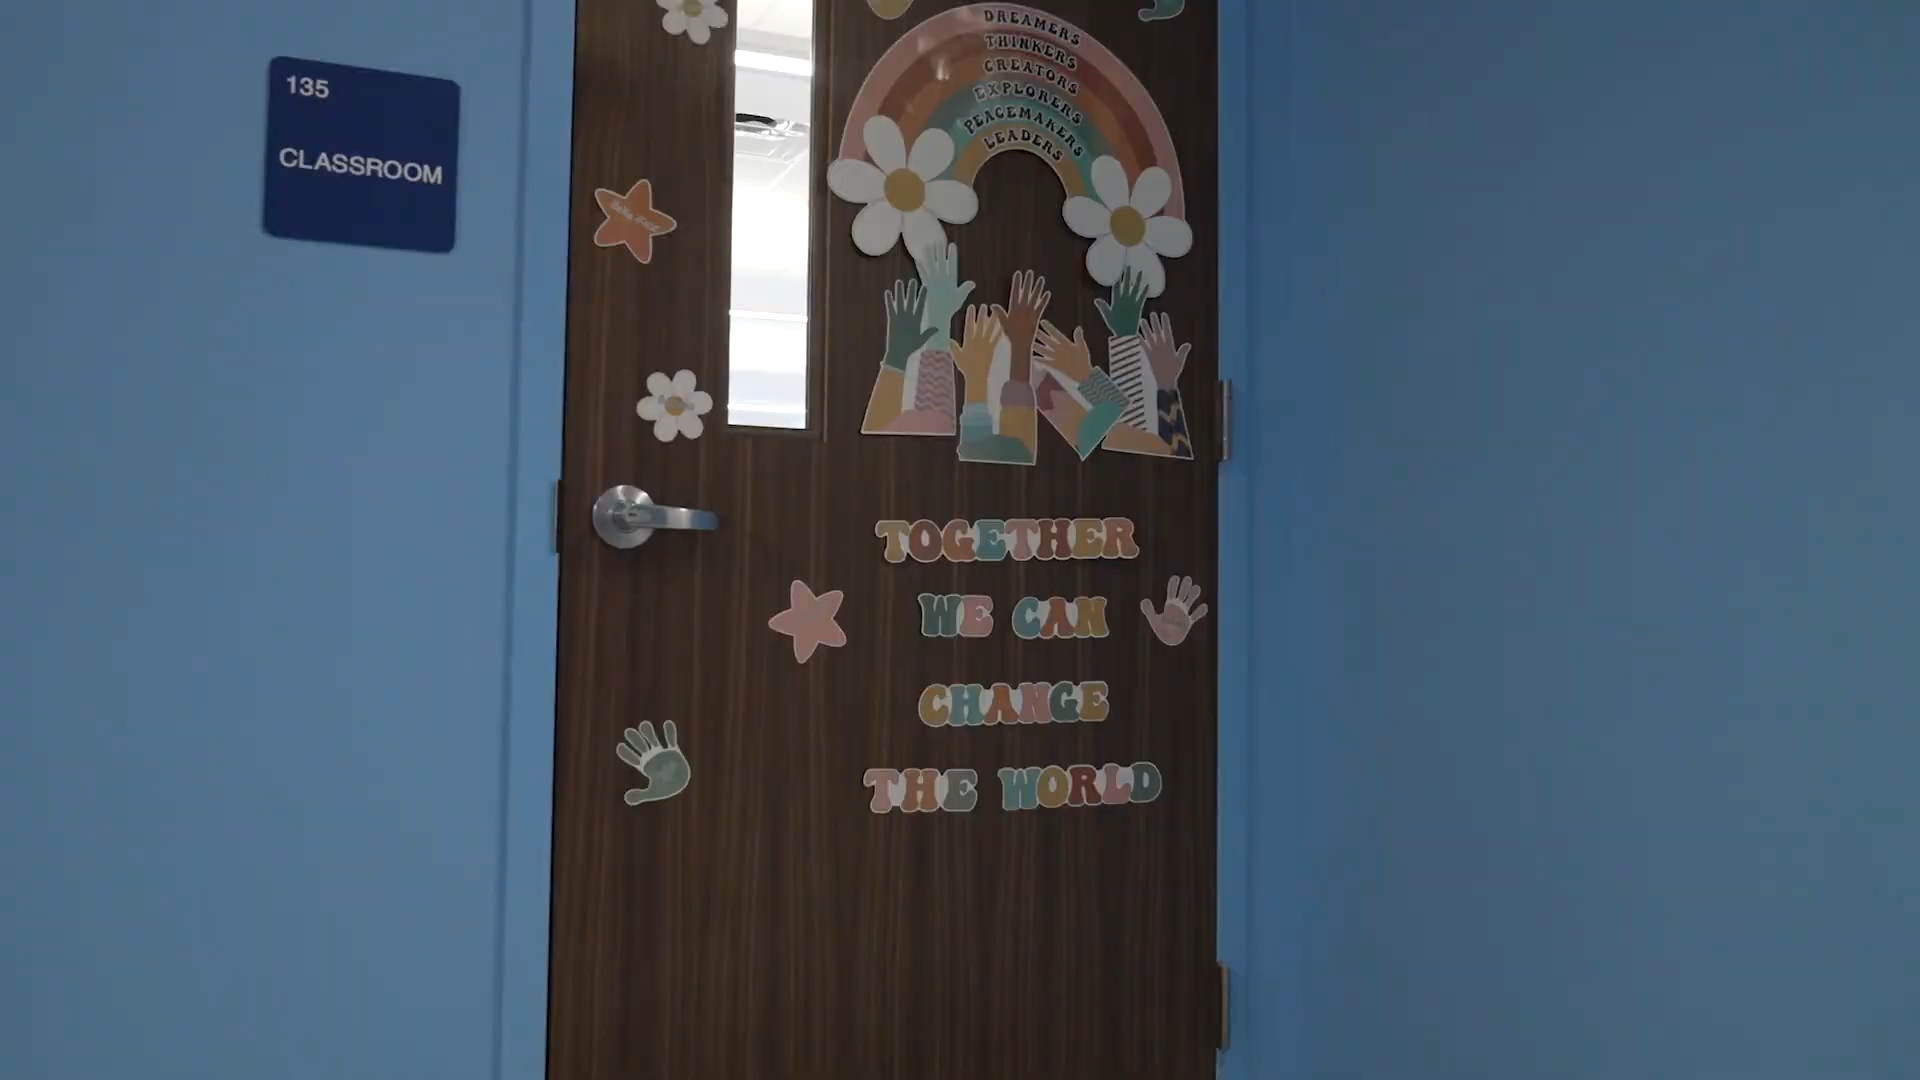 135
CLASSROOM
DREAMERS
THINKERS
CREATORS
EXPLORERS
PEACEMAKERS
LEADERS
TOGETHER
WE CAN
CHANGE
THE WORLD